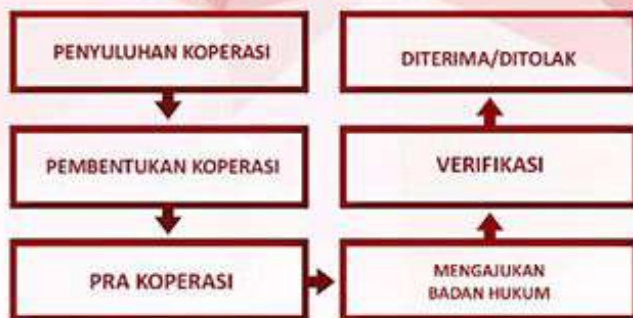 PENYULUHAN KOPERASI
PEMBENTUKAN KOPERASI
PRA KOPERASI
MENGAJUKAN
BADAN HUKUM
VERIFIKASI
DITERIMA/DITOLAK